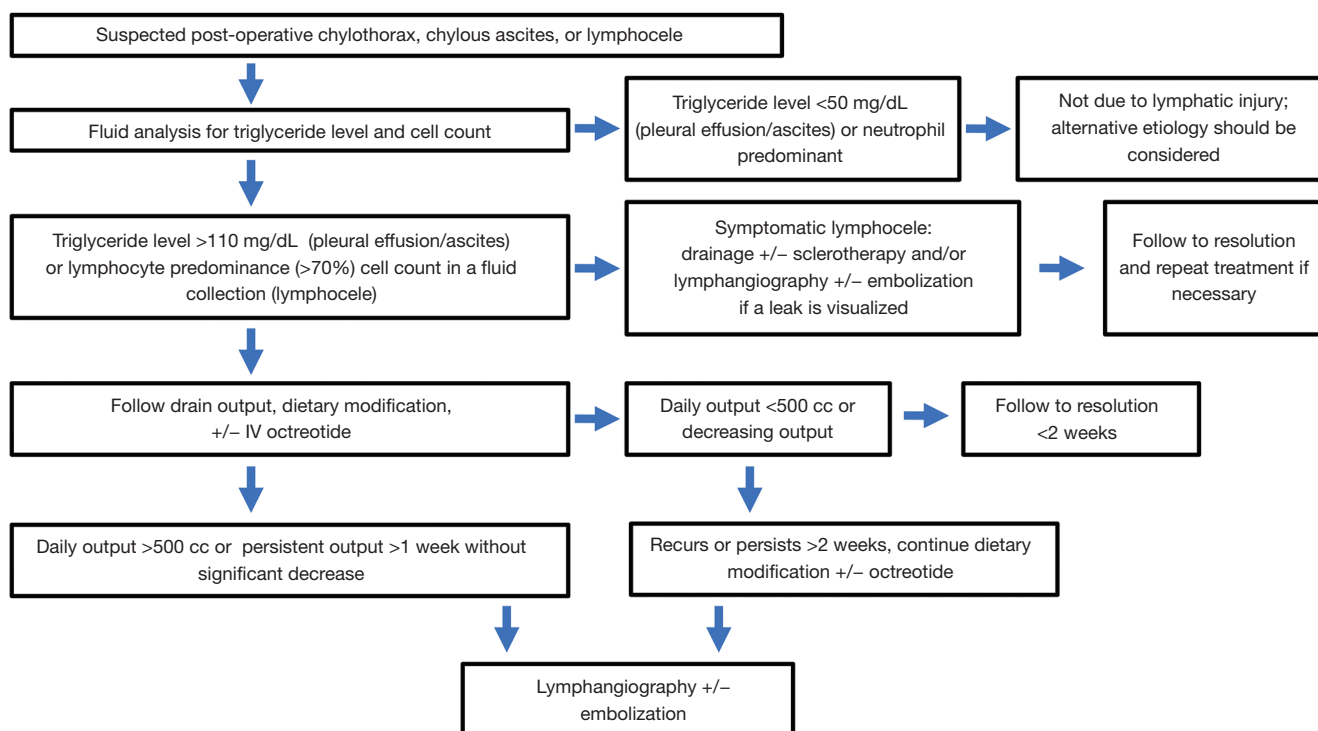 Suspected post-operative chylothorax, chylous ascites, or lymphocele
Fluid analysis for triglyceride level and cell count
Triglyceride level <50 mg/dL
(pleural effusion/ascites) or neutrophil
predominant
Not due to lymphatic injury;
alternative etiology should be
considered
Triglyceride level >110 mg/dL (pleural effusion/ascites)
or lymphocyte predominance (>70%) cell count in a fluid
collection (lymphocele)
Symptomatic lymphocele:
drainage +/− sclerotherapy and/or
lymphangiography +/− embolization
if a leak is visualized
Follow to resolution
and repeat treatment if
necessary
Follow drain output, dietary modification,
+/− IV octreotide
Daily output <500 cc or
decreasing output
Follow to resolution
<2 weeks
Daily output >500 cc or persistent output >1 week without
significant decrease
Recurs or persists >2 weeks, continue dietary
modification +/− octreotide
Lymphangiography +/−
embolization